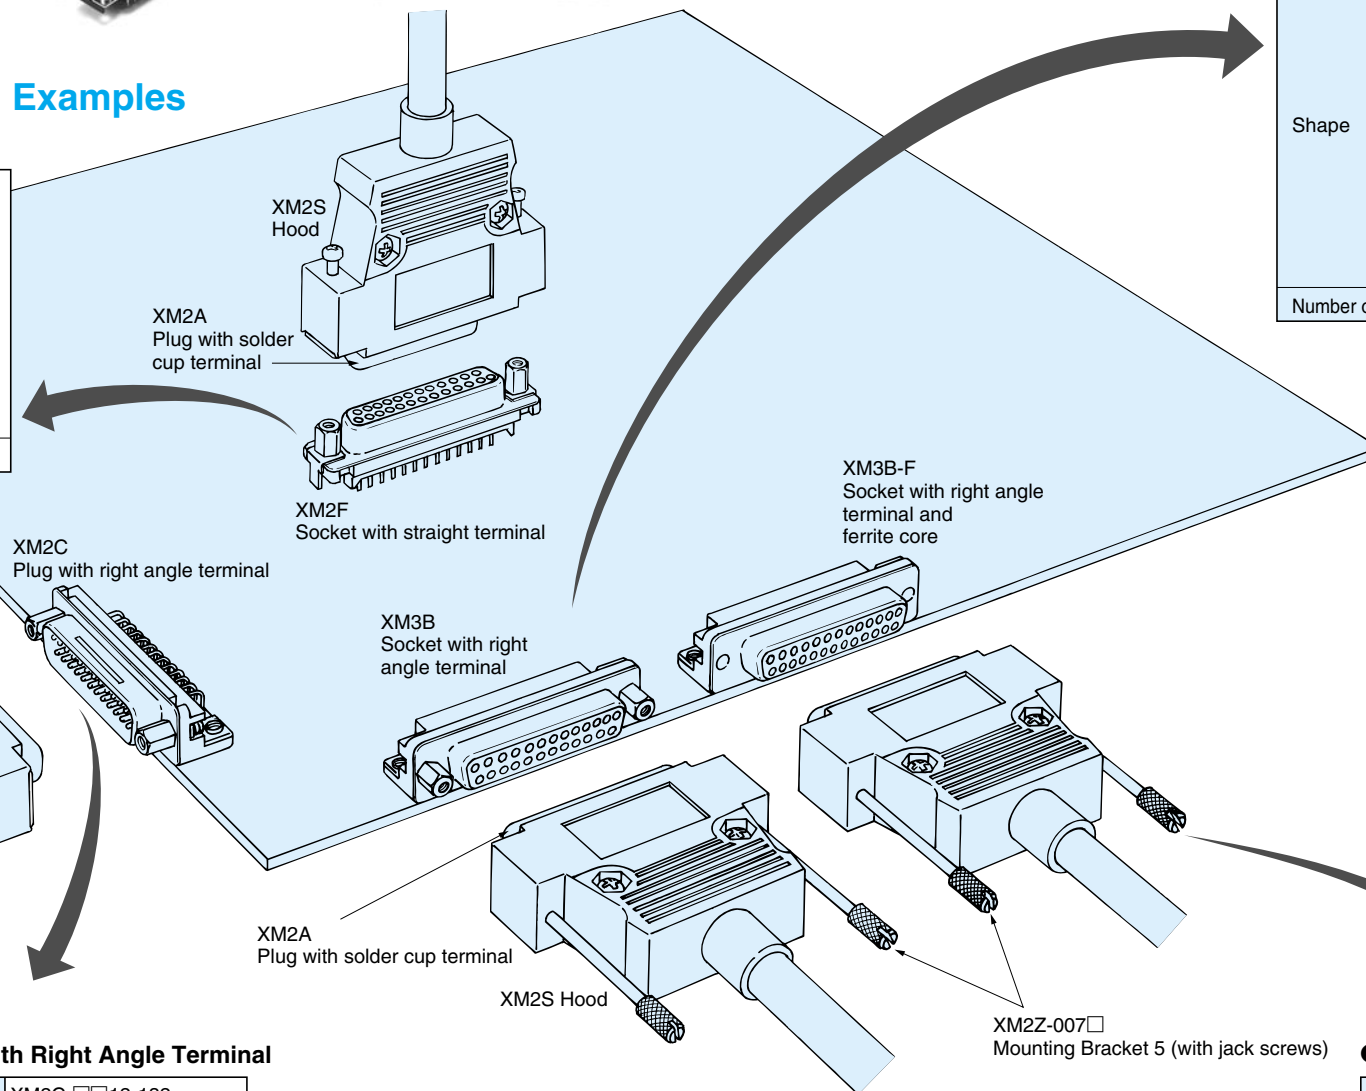 Examples
Shape
XM2S
Hood
XM2A
Plug with solder
cup terminal
Number
XM3B-F
Socket with right angle
terminal and
ferrite core
XM2F
Socket with straight terminal
XM2C
Plug with right angle terminal
XM3B
Socket with right
angle terminal
XM2A
Plug with solder cup terminal
XM2S Hood
XM2Z-007□
Mounting Bracket 5 (with jack screws)
th Right Angle Terminal